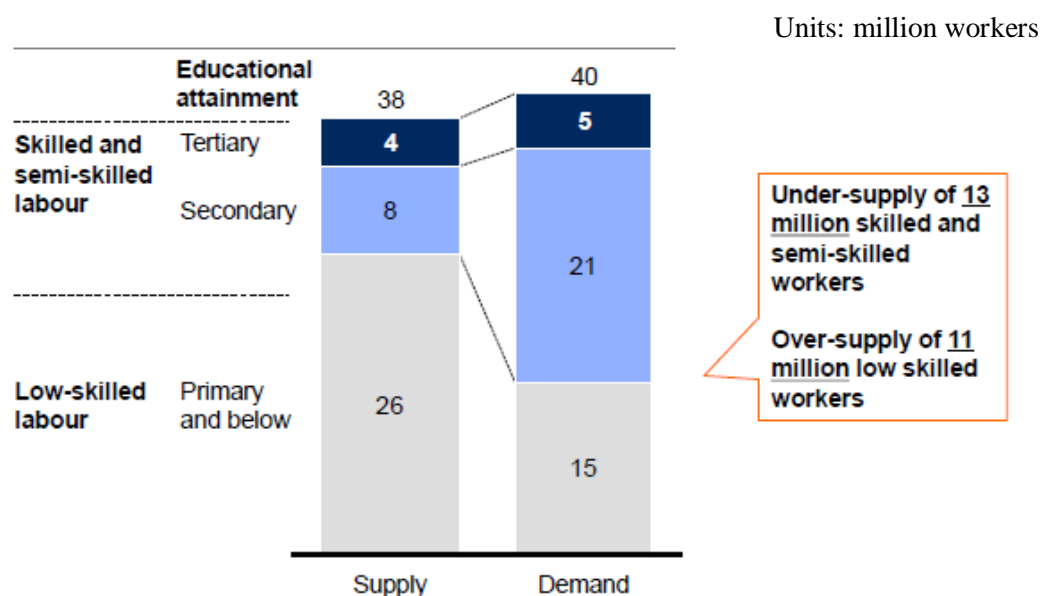 Units: million workers
Educational
attainment
38
40
Skilled and
semi-skilled
labour
Tertiary
4
5
Secondary
8
21
Under-supply of 13
million skilled and
semi-skilled
workers
Over-supply of 11
million low skilled
workers
Low-skilled
labour
Primary
and below
26
15
Supply
Demand